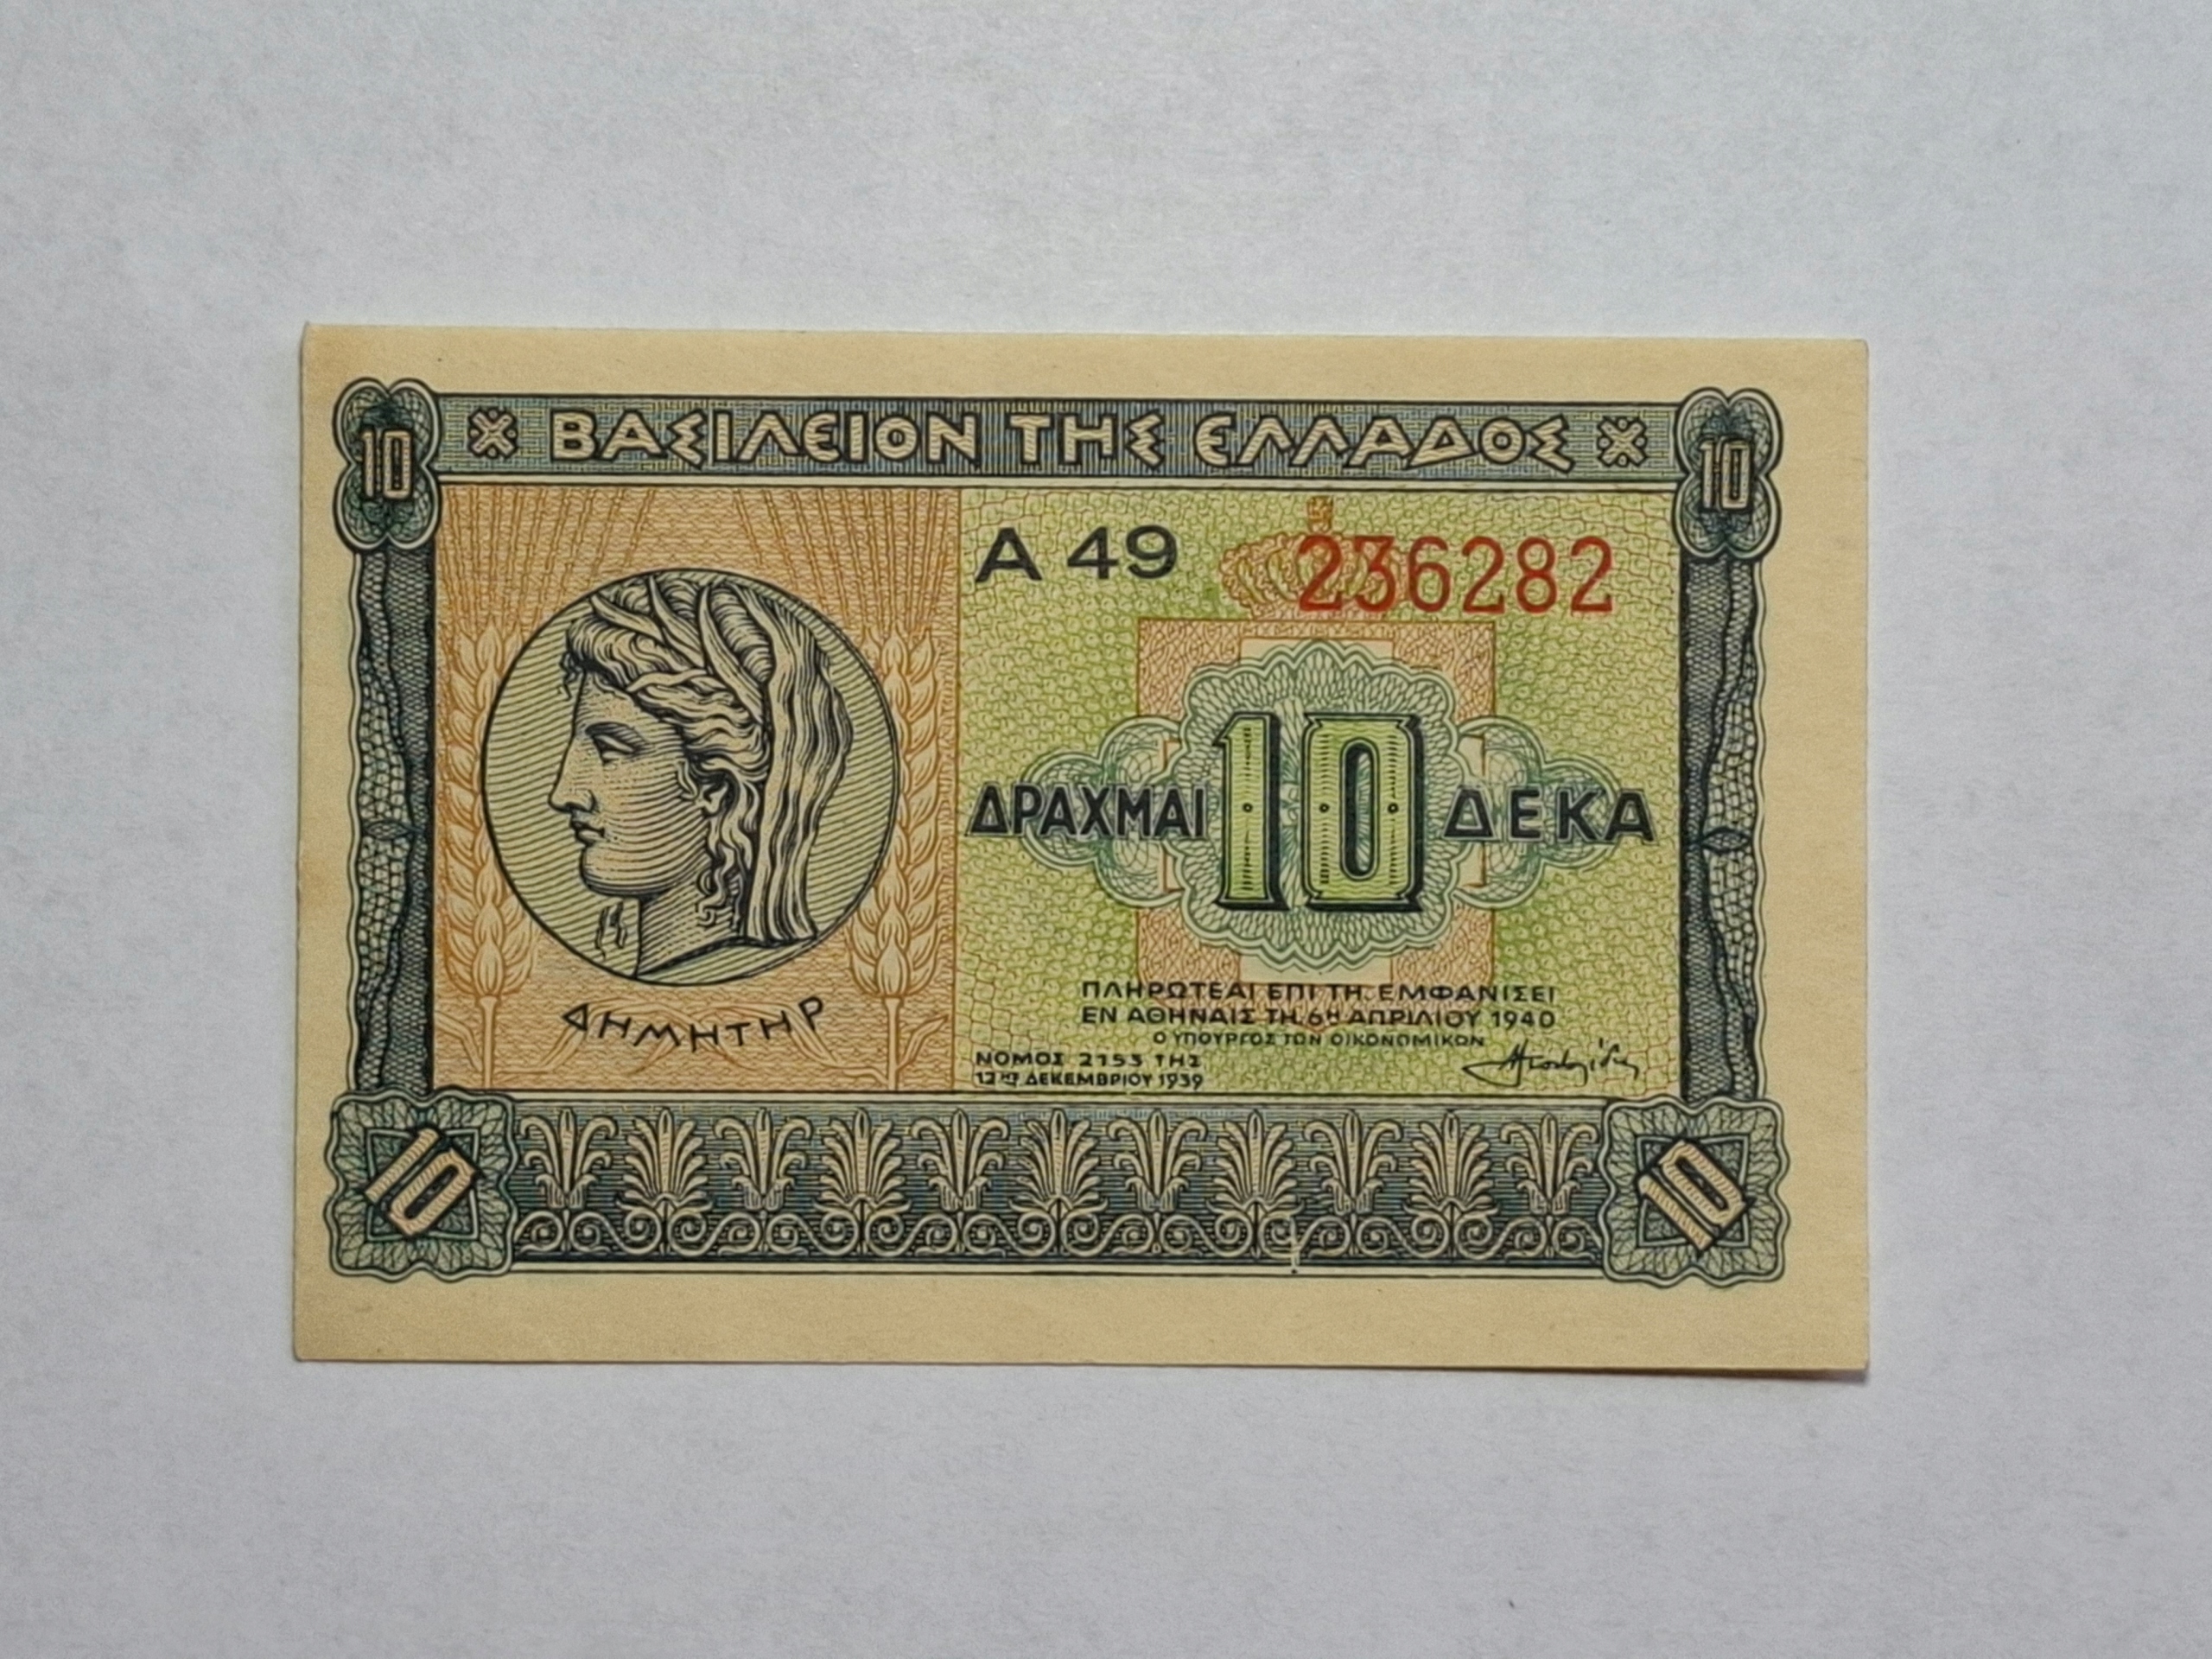 10 ΒΑΣΙΛΕΙΟΝ ΤΗΣ ΕΛΛΑΔΟΣ 10
Α 49 236282
ΔΡΑΧΜΑΙ 10 ΔΕΚΑ
ΔΗΜΗΤΗΡ
ΠΛΗΡΩΤΕΑΙ ΕΠΙ ΤΗ ΕΜΦΑΝΙΣΕΙ
ΕΝ ΑΘΗΝΑΙΣ ΤΗ 6Η ΑΠΡΙΛΙΟΥ 1940
Ο ΥΠΟΥΡΓΟΣ ΤΩΝ ΟΙΚΟΝΟΜΙΚΩΝ
ΝΟΜΟΣ 2153 ΤΗΣ
12ΗΣ ΔΕΚΕΜΒΡΙΟΥ 1939
10 10